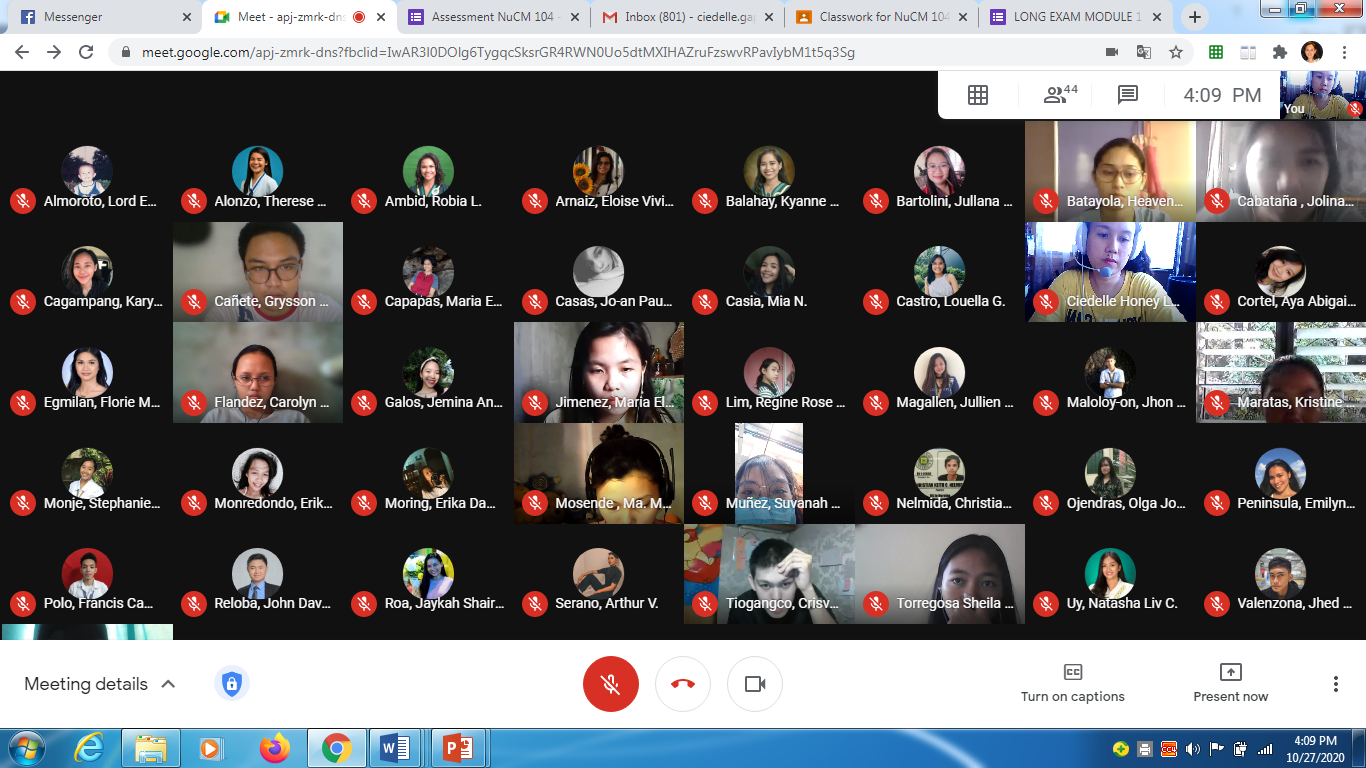 Messenger
Meet - apj-zmrk-dns
Assessment NuCM 104 -
Inbox (801) - ciedelle.ga
Classwork for NuCM 104
LONG EXAM MODULE 1
meet.google.com/apj-zmrk-dns?fbclid=IwAR3I0DOlg6TygqcSksrGR4RWN0Uo5dtMXIHAZruFzswvRPavIybM1t5q3Sg
44
4:09 PM
You
Almoroto, Lord E...
Alonzo, Therese ...
Ambid, Robia L.
Arnaiz, Eloise Vivi...
Balahay, Kyanne ...
Bartolini, Jullana ...
Batayola, Heaven...
Cabataña , Jolina...
Cagampang, Kary...
Cañete, Grysson ...
Capapas, Maria E...
Casas, Jo-an Pau...
Casia, Mia N.
Castro, Louella G.
Ciedelle Honey L...
Cortel, Aya Abigai...
Egmilan, Florie M...
Flandez, Carolyn ...
Galos, Jemina An...
Jimenez, Maria El...
Lim, Regine Rose ...
Magallen, Jullien ...
Maloloy-on, Jhon ...
Maratas, Kristine ...
Monje, Stephanie...
Monredondo, Erik...
Moring, Erika Da...
Mosende , Ma. M...
Muñez, Suvanah ...
Nelmida, Christia...
Ojendras, Olga Jo...
Peninsula, Emilyn...
Polo, Francis Ca...
Reloba, John Dav...
Roa, Jaykah Shair...
Serano, Arthur V.
Tiogangco, Crisv...
Torregosa Sheila ...
Uy, Natasha Liv C.
Valenzona, Jhed ...
Meeting details
Turn on captions
Present now
4:09 PM
10/27/2020